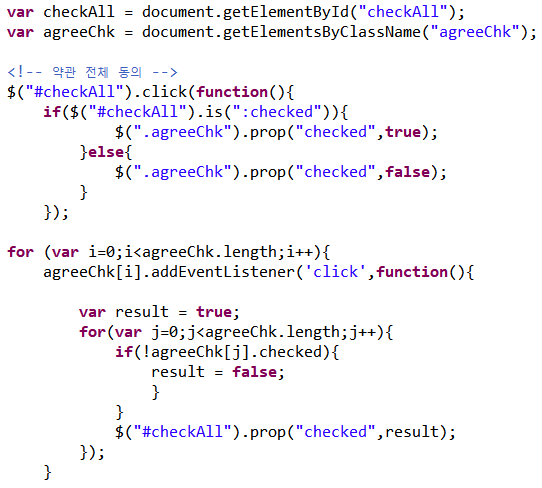 var checkAll = document.getElementById("checkAll");
var agreeChk = document.getElementsByClassName("agreeChk");

<!-- 약관 전체 동의 -->
$("#checkAll").click(function(){
    if($("#checkAll").is(":checked")){
            $(".agreeChk").prop("checked",true);
        }else{
            $(".agreeChk").prop("checked",false);
        }
    });

for (var i=0;i<agreeChk.length;i++){
    agreeChk[i].addEventListener('click',function(){

        var result = true;
        for(var j=0;j<agreeChk.length;j++){
            if(!agreeChk[j].checked){
                result = false;
                }
            }
            $("#checkAll").prop("checked",result);
        });
    }